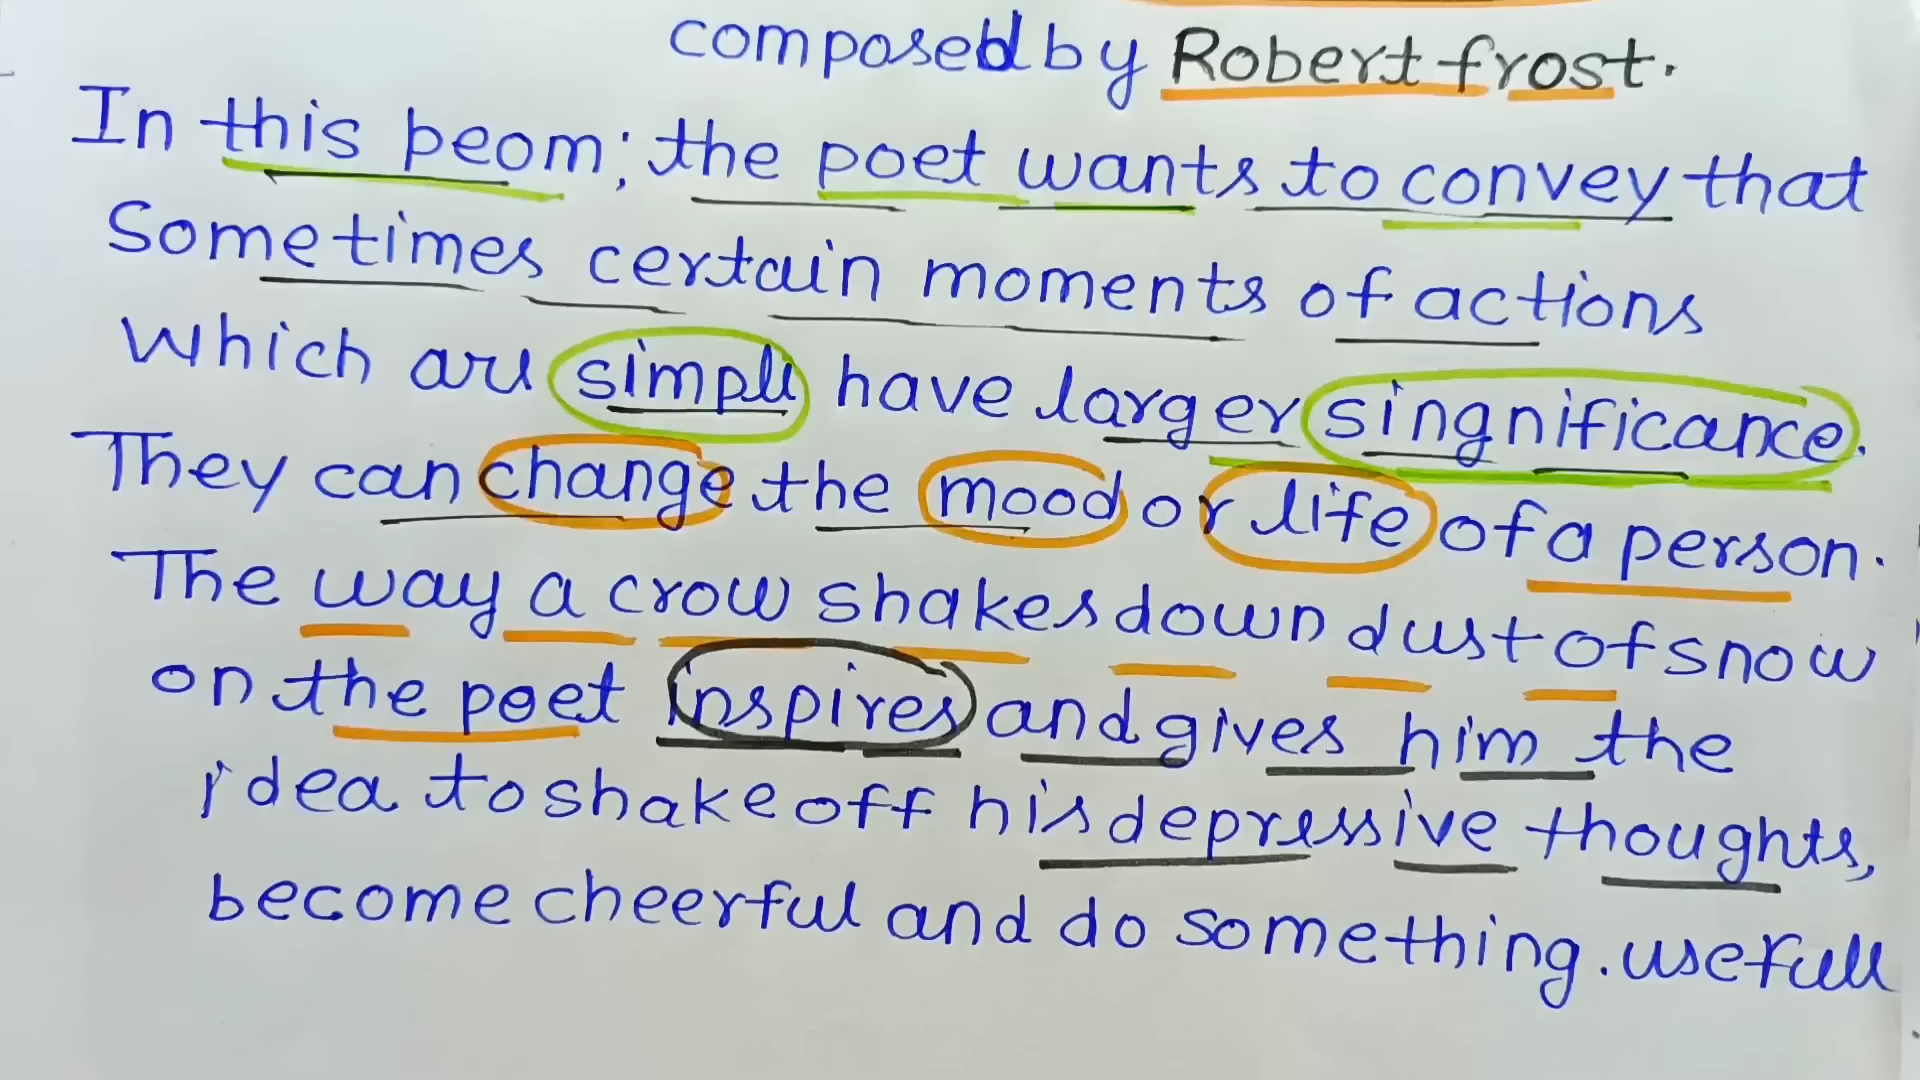 composed by Robert frost.
In this beom; the poet wants to convey that
Sometimes certain moments of actions
Which are simple have larger singnificance.
They can change the mood or life of a person.
The way a crow shakes down dust of snow
on the poet inspires and gives him the
idea to shake off his depressive thoughts,
become cheerful and do something. usefull